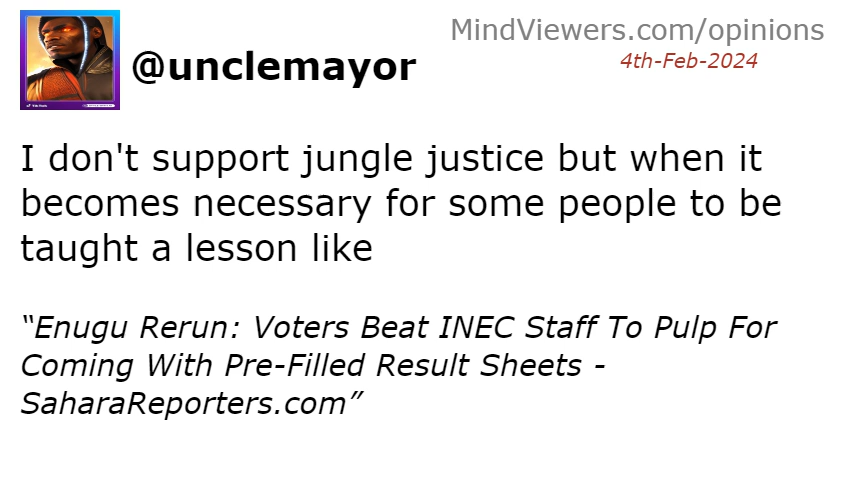 MindViewers.com/opinions
4th-Feb-2024
@unclemayor
I don't support jungle justice but when it
becomes necessary for some people to be
taught a lesson like
“Enugu Rerun: Voters Beat INEC Staff To Pulp For
Coming With Pre-Filled Result Sheets -
SaharaReporters.com”